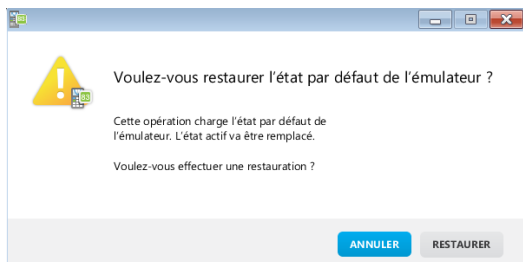 Voulez-vous restaurer l'état par défaut de l'émulateur ?
Cette opération charge l'état par défaut de
l'émulateur. L'état actif va être remplacé.
Voulez-vous effectuer une restauration ?
ANNULER RESTAURER